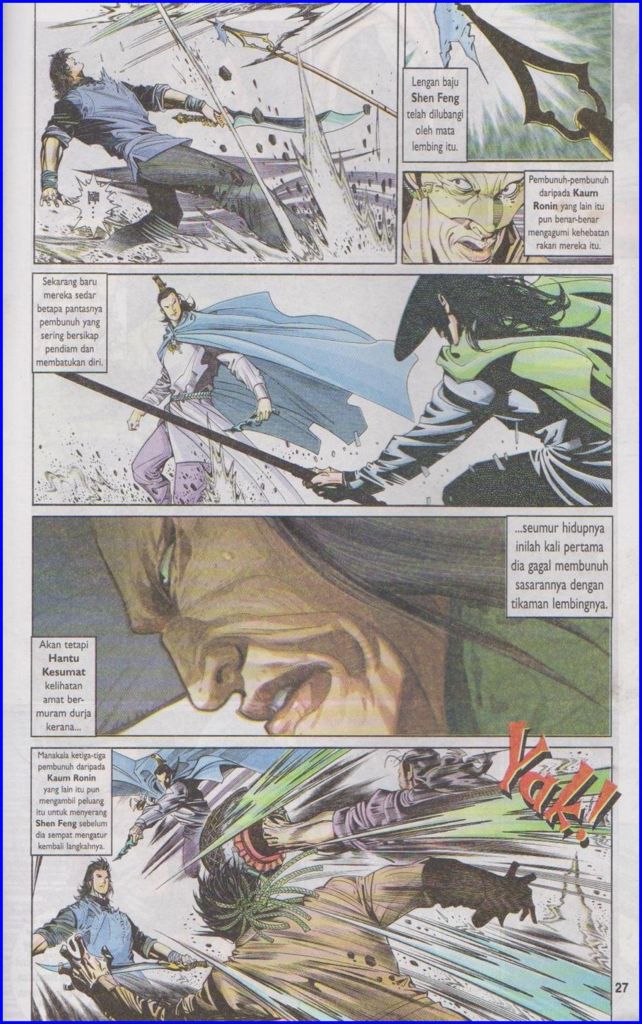 Lengan baju
Shen Feng
telah dilubangi
oleh mata
lembing itu.
Pembunuh-pembunuh
daripada Kaum
Ronin yang lain itu
pun benar-benar
mengagumi kehebatan
rakan mereka itu.
Sekarang baru
mereka sedar
betapa pantasnya
pembunuh yang
sering bersikap
pendiam dan
membatukan diri.
Akan tetapi
Hantu
Kesumat
kelihatan
amat ber-
muram durja
kerana...
...seumur hidupnya
inilah kali pertama
dia gagal membunuh
sasarannya dengan
tikaman lembingnya.
Manakala ketiga-tiga
pembunuh daripada
Kaum Ronin
yang lain itu pun
mengambil peluang
itu untuk menyerang
Shen Feng sebelum
dia sempat mengatur
kembali langkahnya.
Yak!
27